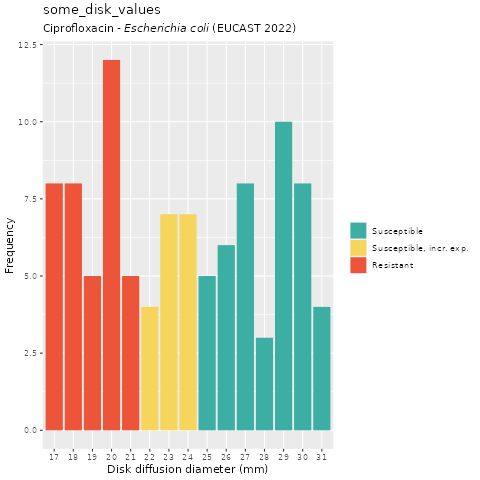 some_disk_values
Ciprofloxacin - Escherichia coli (EUCAST 2022)
12.5
10.0
7.5
5.0
2.5
0.0
Frequency
17 18 19 20 21 22 23 24 25 26 27 28 29 30 31
Disk diffusion diameter (mm)
Susceptible
Susceptible, incr. exp.
Resistant